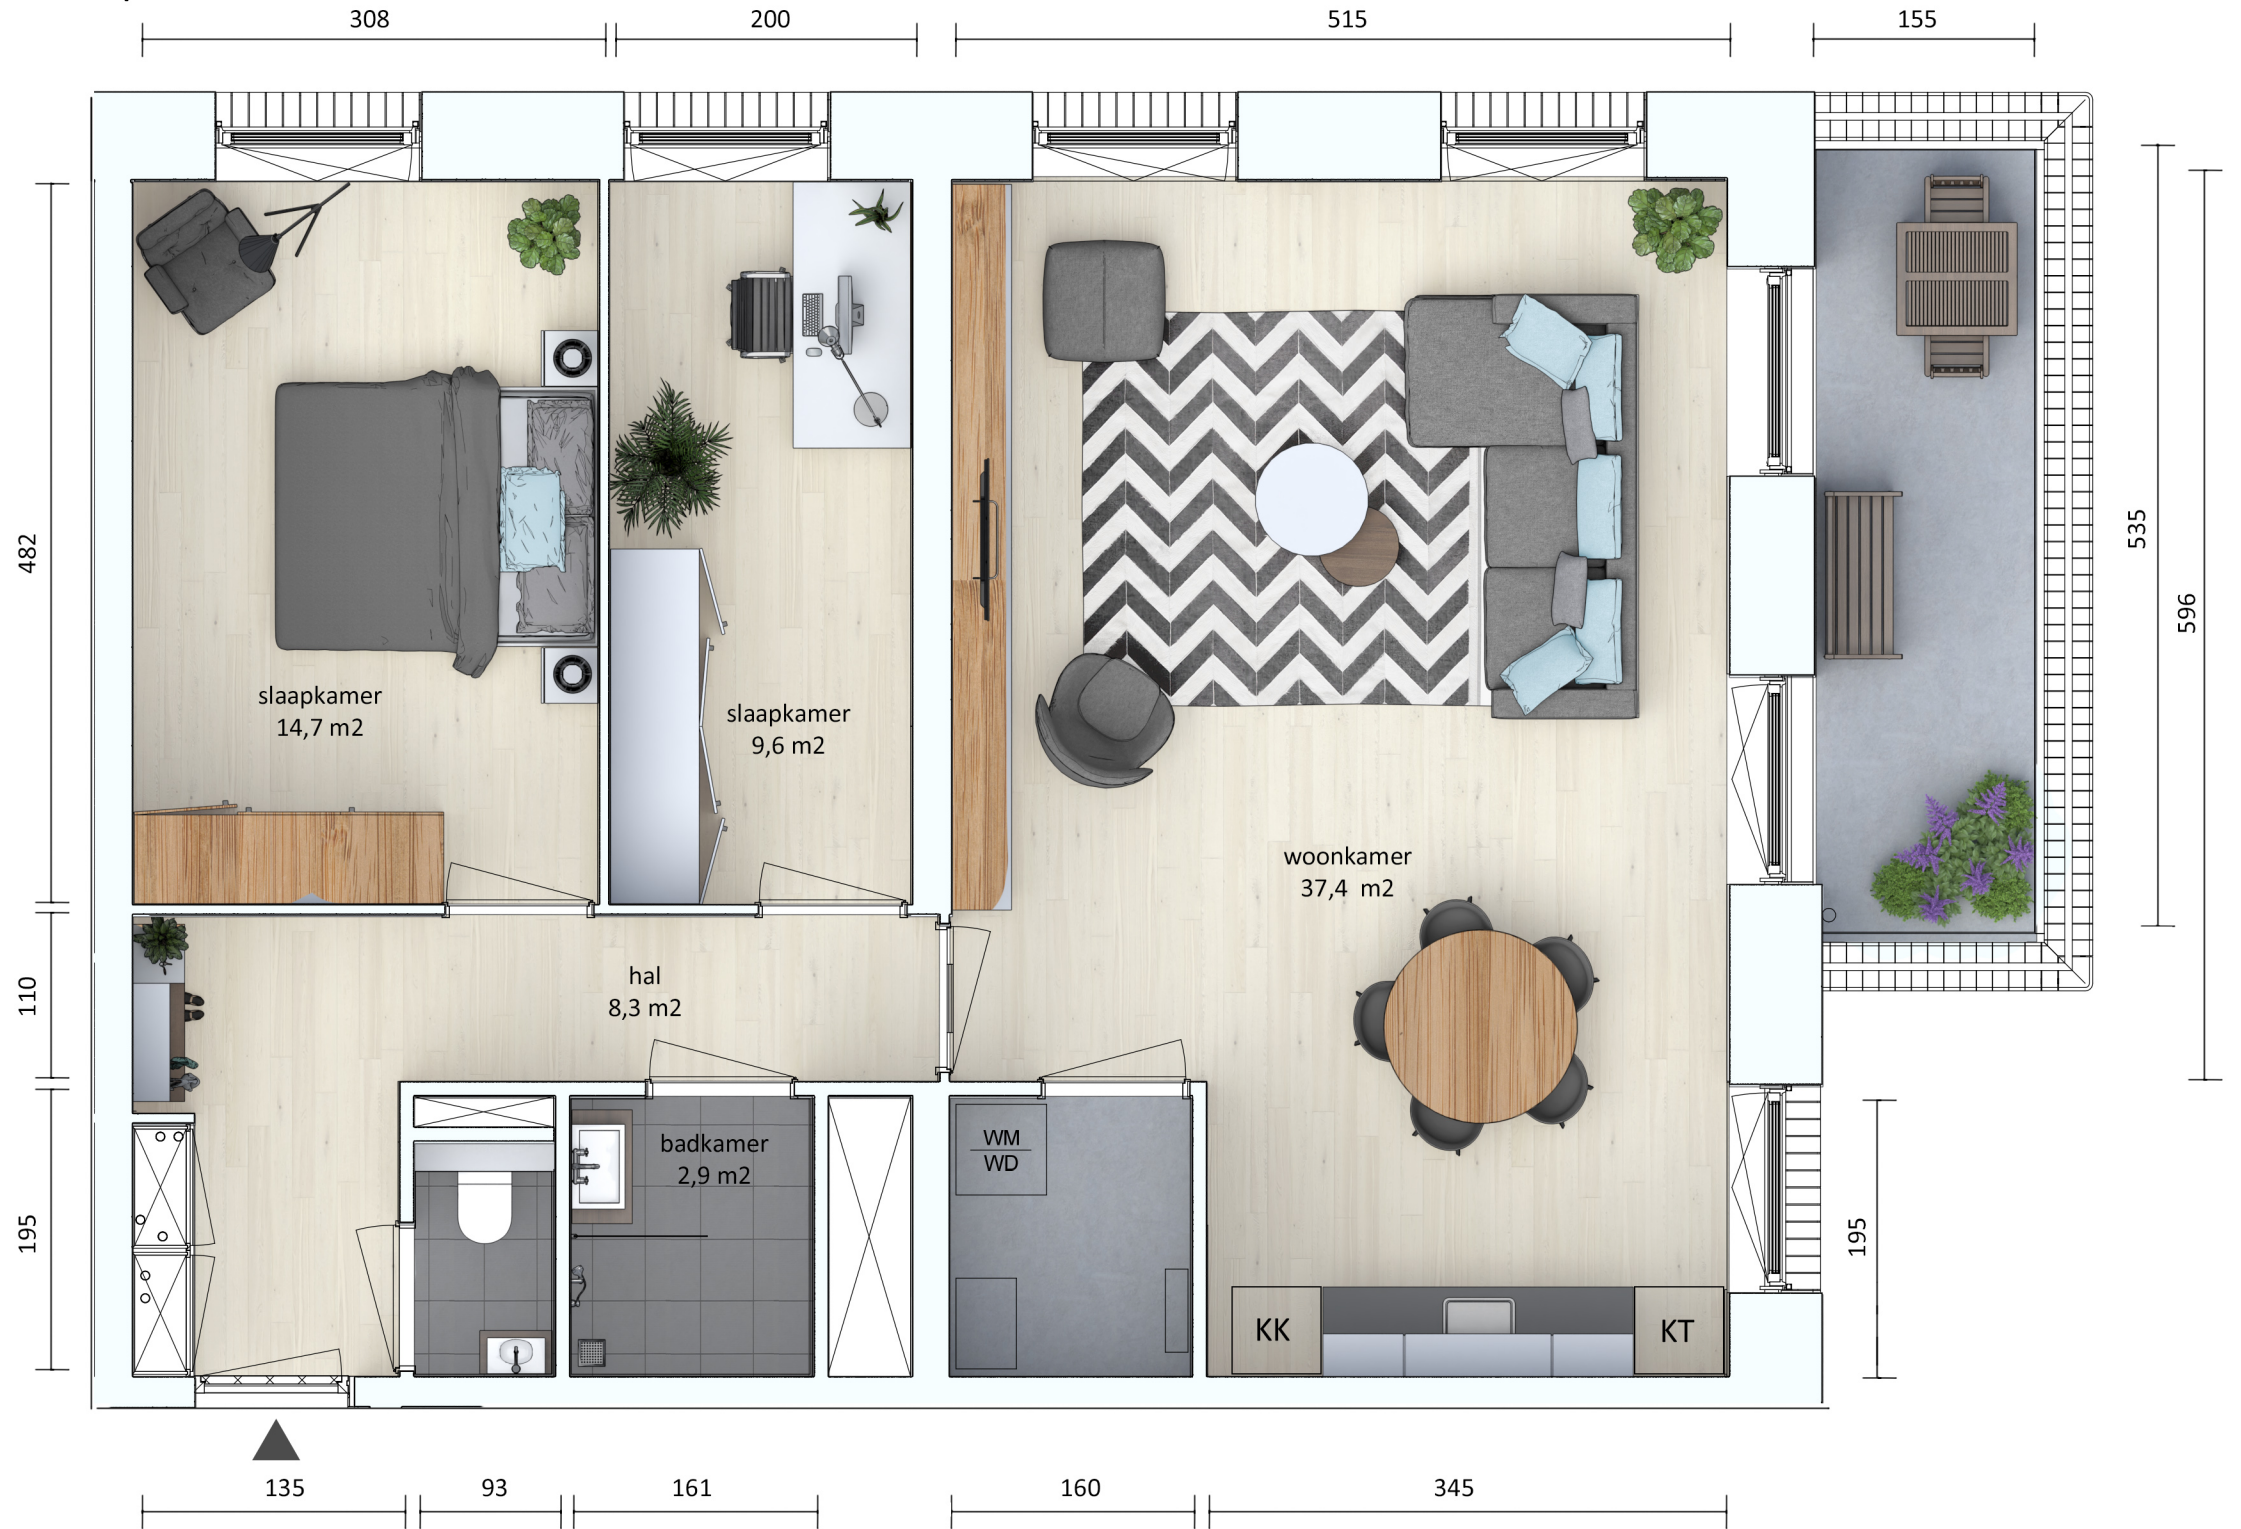 308
200
515
155
482
535
596
slaapkamer
14,7 m2
slaapkamer
9,6 m2
woonkamer
37,4 m2
hal
8,3 m2
110
badkamer
2,9 m2
WM
WD
195
195
KK
KT
135
93
161
160
345